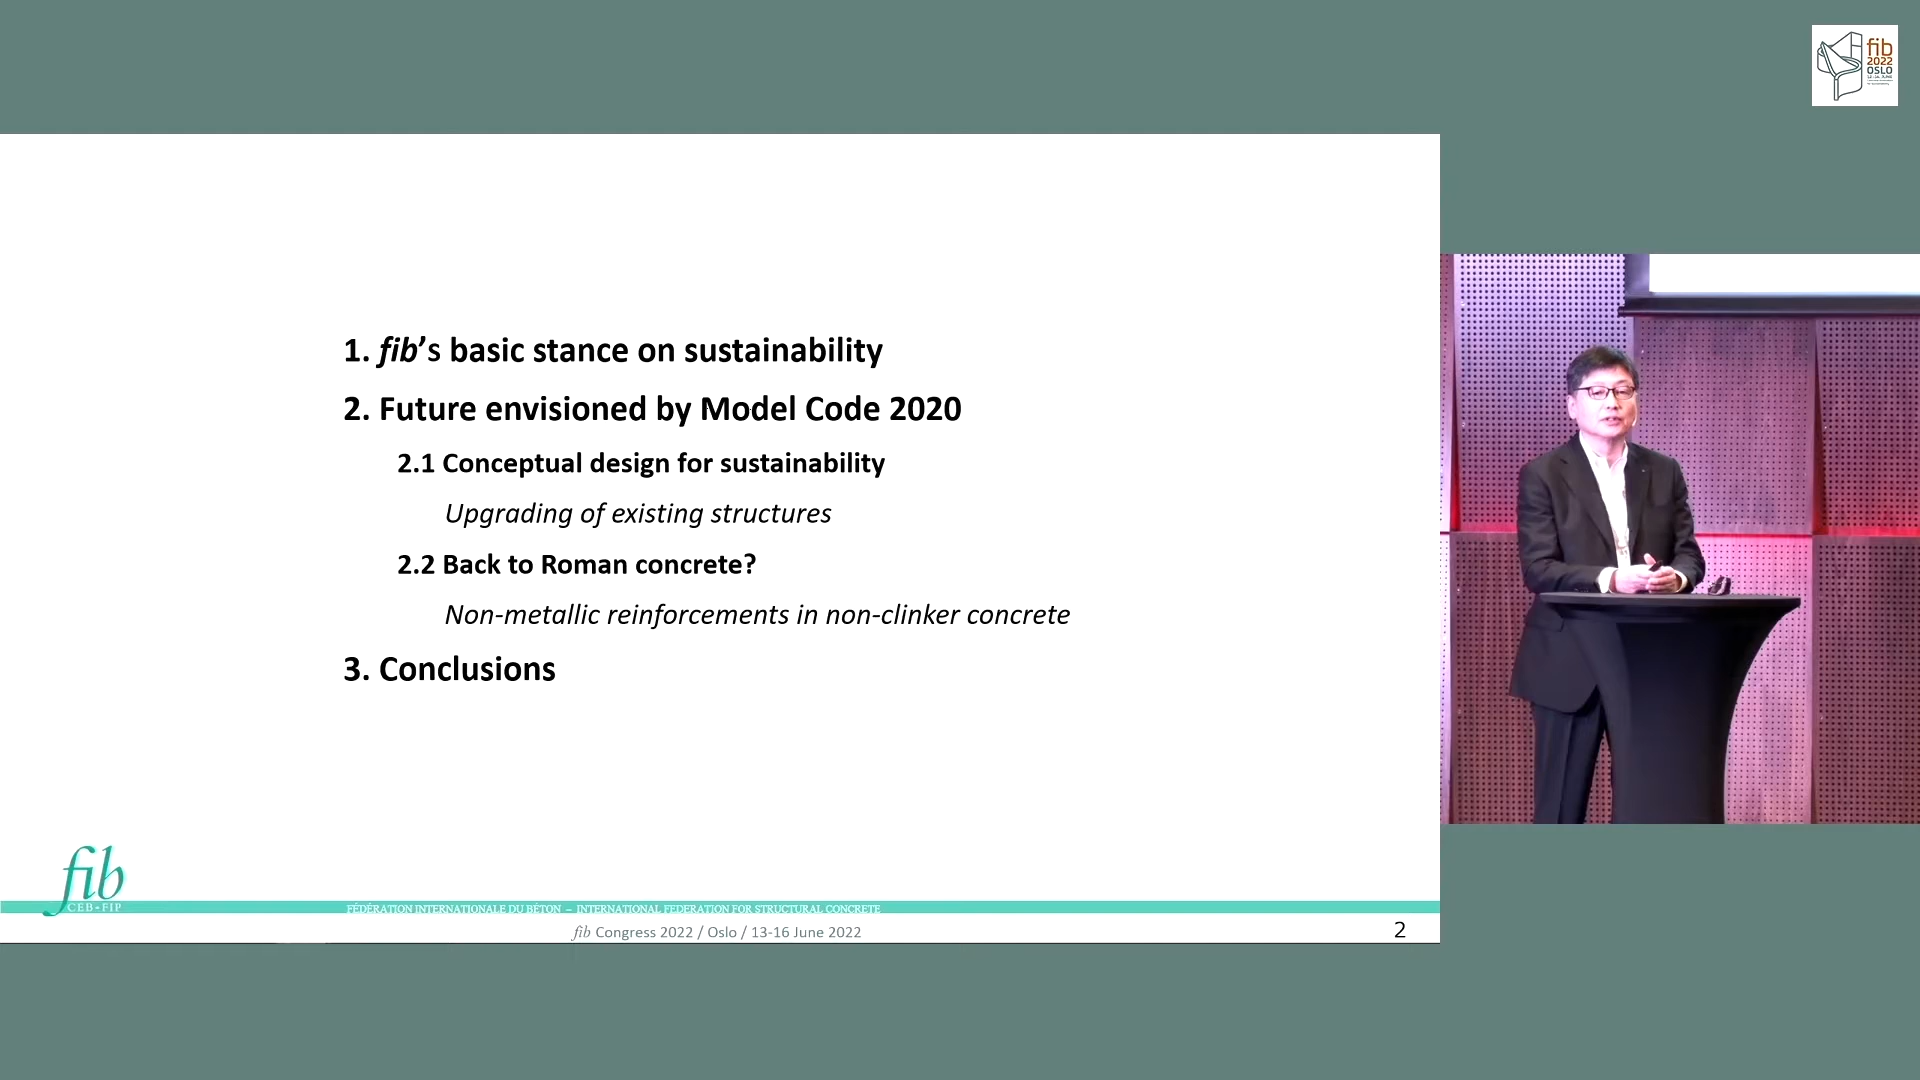 fib
2022
OSLO
1. fib’s basic stance on sustainability
2. Future envisioned by Model Code 2020
2.1 Conceptual design for sustainability
Upgrading of existing structures
2.2 Back to Roman concrete?
Non-metallic reinforcements in non-clinker concrete
3. Conclusions
fib
CEB-FIP
FÉDÉRATION INTERNATIONALE DU BÉTON – INTERNATIONAL FEDERATION FOR STRUCTURAL CONCRETE
fib Congress 2022 / Oslo / 13-16 June 2022
2